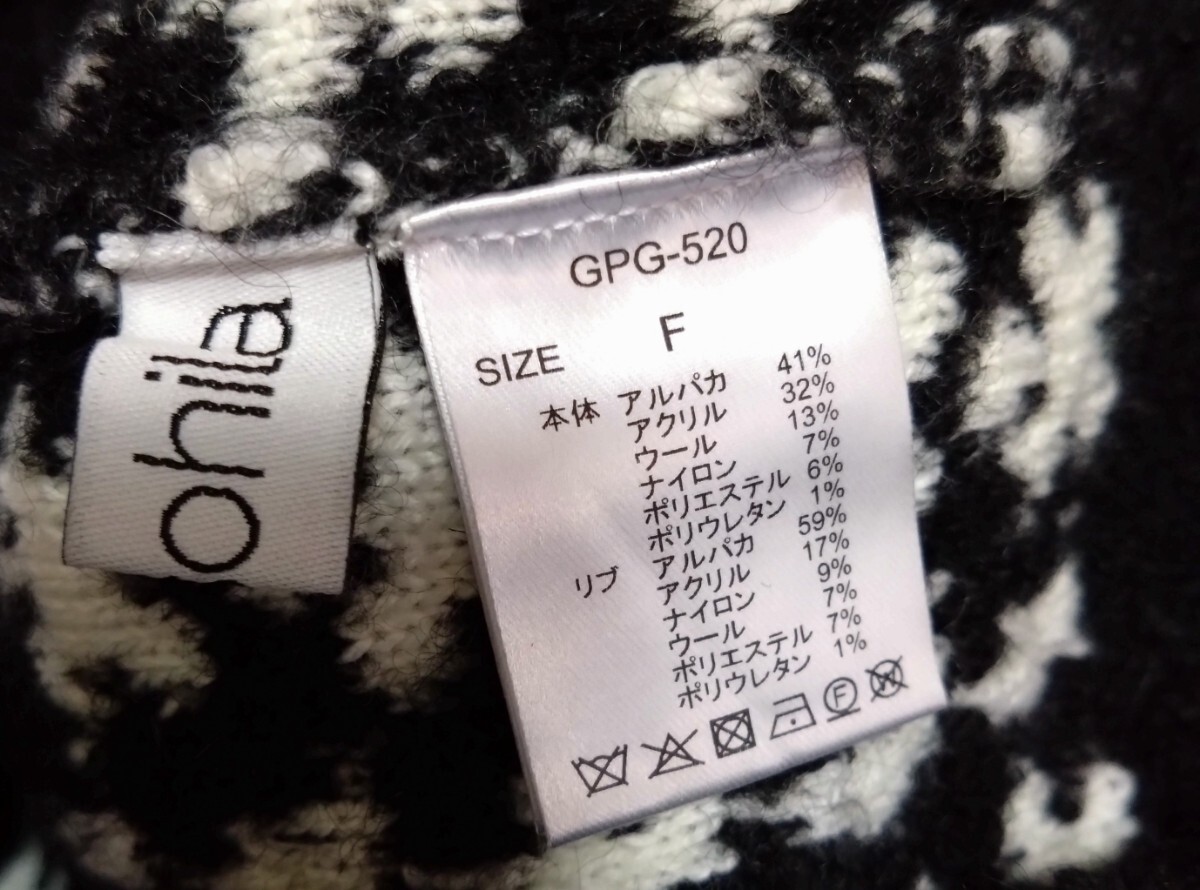 ohila
GPG-520
SIZE F
本体 アルパカ 41%
アクリル 32%
ウール 13%
ナイロン 7%
ポリエステル 6%
ポリウレタン 1%
リブ アルパカ 59%
アクリル 17%
ナイロン 9%
ウール 7%
ポリエステル 7%
ポリウレタン 1%
F
W